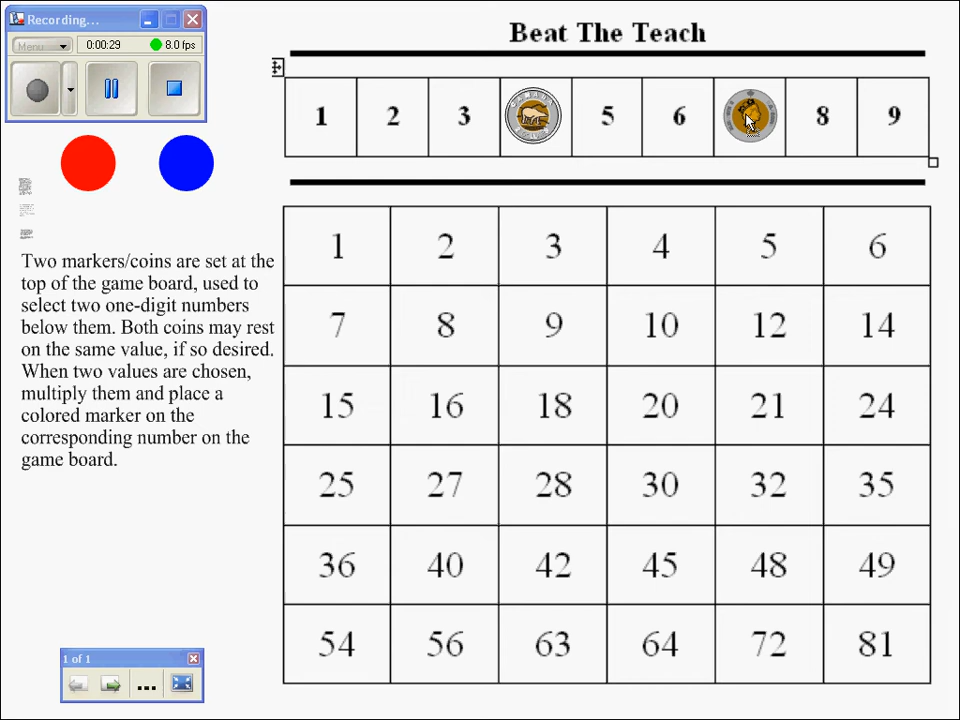 Recording...
Menu
0:00:29
8.0 fps
Beat The Teach
1 2 3 5 6 8 9
Two markers/coins are set at the
top of the game board, used to
select two one-digit numbers
below them. Both coins may rest
on the same value, if so desired.
When two values are chosen,
multiply them and place a
colored marker on the
corresponding number on the
game board.
1 2 3 4 5 6
7 8 9 10 12 14
15 16 18 20 21 24
25 27 28 30 32 35
36 40 42 45 48 49
54 56 63 64 72 81
1 of 1
...